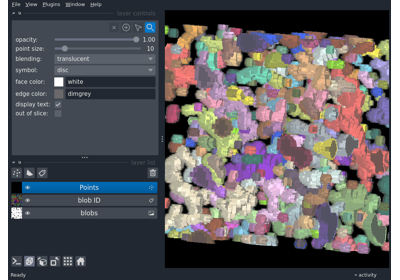 File View Plugins Window Help
layer controls
opacity: 1.00
point size: 10
blending: translucent
symbol: disc
face color: white
edge color: dimgrey
display text:
out of slice:
layer list
Points
blob ID
blobs
Ready
activity